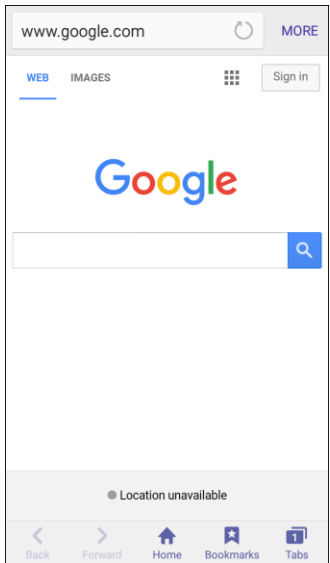 www.google.com MORE
WEB IMAGES Sign in
Google
Location unavailable
1
Back Forward Home Bookmarks Tabs